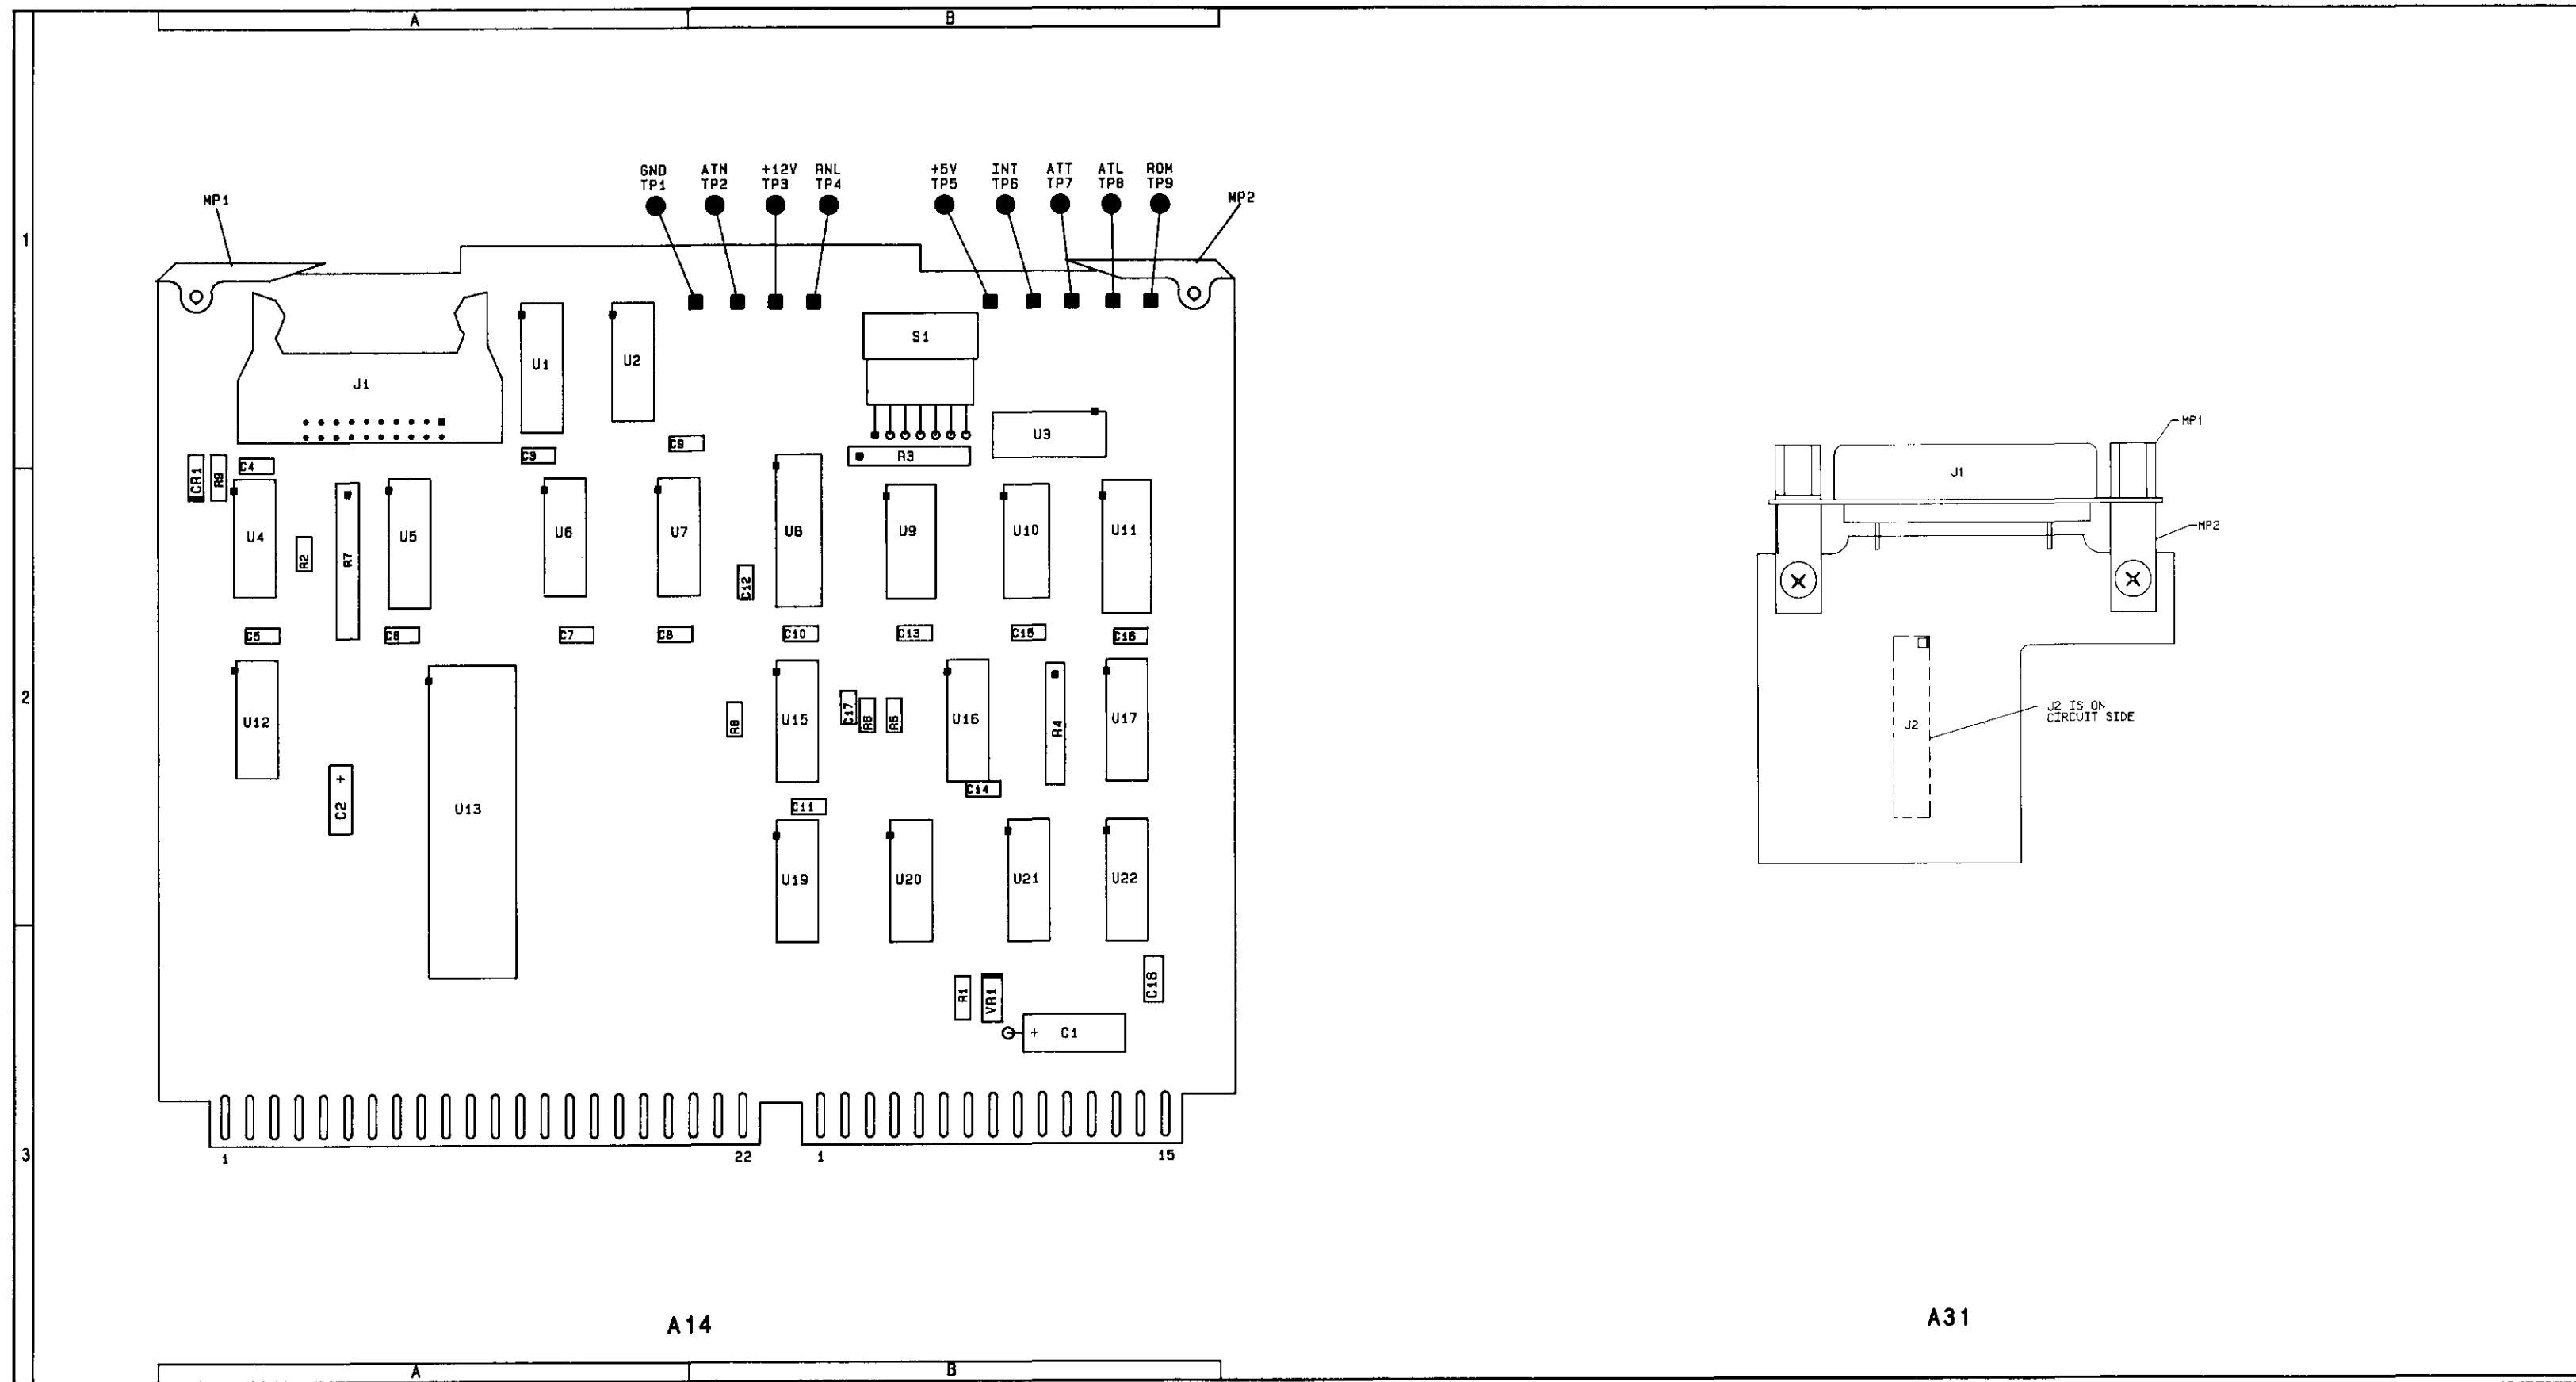 A B
GND ATN +12V RNL +5V INT ATT ATL ROM
TP1 TP2 TP3 TP4 TP5 TP6 TP7 TP8 TP9
MP1 MP2
1
S1
U1 U2
J1
U3
C9
C9 R3
CR1 R9 C4
U4 R2 R7 U5 U6 U7 C12 U8 U9 U10 U11
C5 C6 C7 C8 C10 C13 C15 C16
2
U12 R8 U15 C17 R6 R5 U16 R4 U17
C2 + U13 C11 C14
U19 U20 U21 U22
R1 VR1 C18
+ C1
3
1 22 1 15
A14
A B
MP1
J1
MP2
J2
J2 IS ON
CIRCUIT SIDE
A31